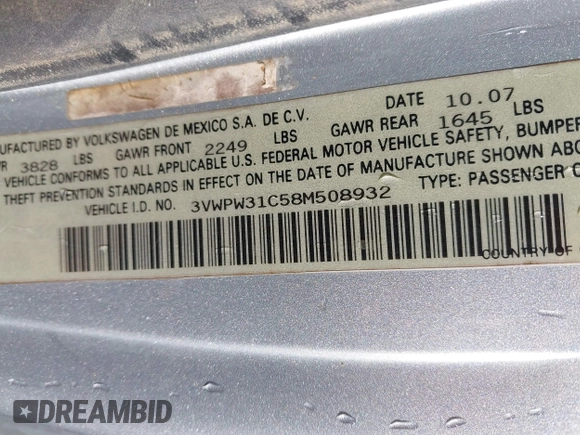 DATE 10.07
UFACTURED BY VOLKSWAGEN DE MEXICO S.A. DE C.V.
3828 LBS GAWR FRONT 2249 LBS GAWR REAR 1645 LBS
VEHICLE CONFORMS TO ALL APPLICABLE U.S. FEDERAL MOTOR VEHICLE SAFETY, BUMPER
THEFT PREVENTION STANDARDS IN EFFECT ON THE DATE OF MANUFACTURE SHOWN ABO
VEHICLE I.D. NO. 3VWPW31C58M508932 TYPE: PASSENGER C
COUNTRY OF
DREAMBID